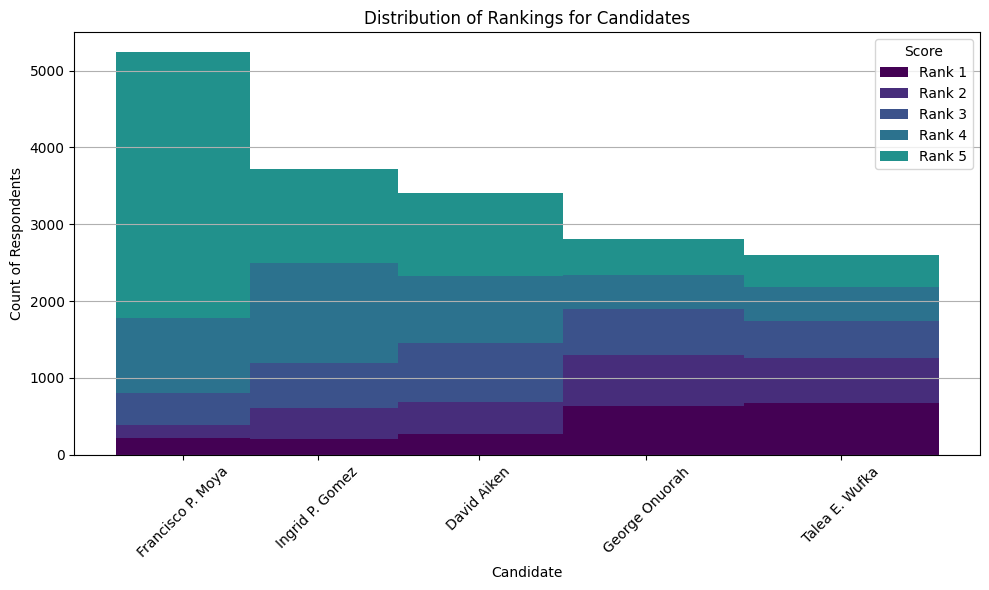 Distribution of Rankings for Candidates
Count of Respondents
5000
4000
3000
2000
1000
0
Score
Rank 1
Rank 2
Rank 3
Rank 4
Rank 5
Francisco P. Moya
Ingrid P. Gomez
David Aiken
George Onuorah
Talea E. Wufka
Candidate